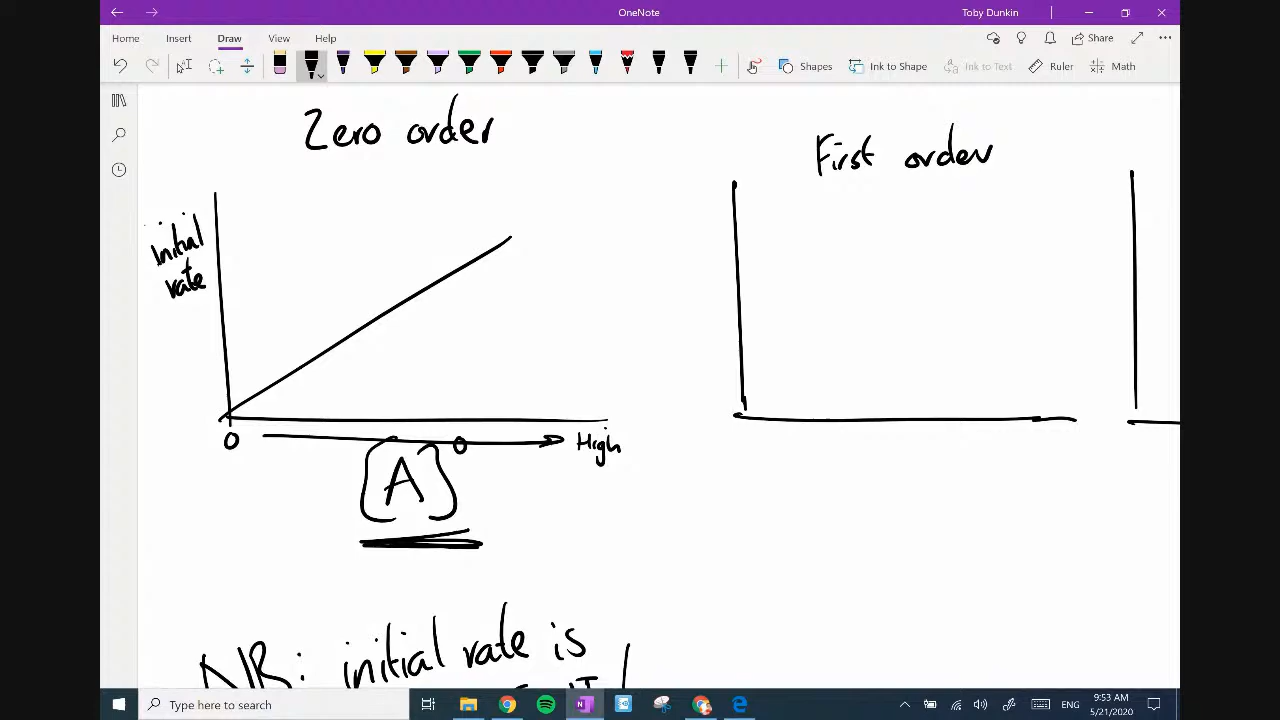 OneNote
Toby Dunkin
Home Insert Draw View Help
Share
Shapes Ink to Shape Ink to Text Ruler Math
Zero order
First order
initial
rate
0 0 High
[A]
NB: initial rate is
Type here to search
ENG
9:53 AM
5/21/2020